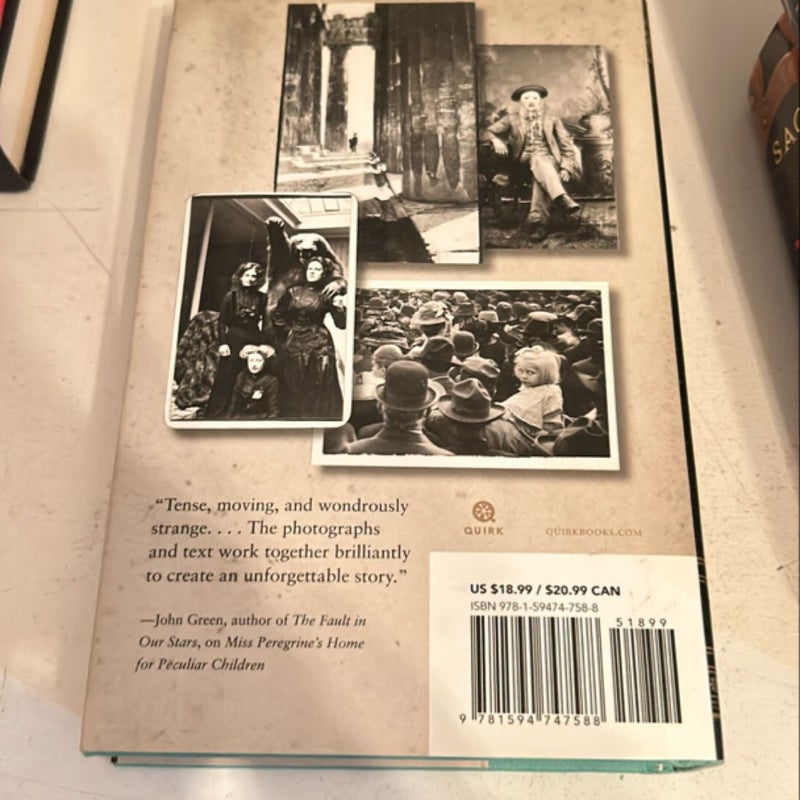 SAC
“Tense, moving, and wondrously
strange. . . . The photographs
and text work together brilliantly
to create an unforgettable story.”
—John Green, author of The Fault in
Our Stars, on Miss Peregrine's Home
for Peculiar Children
QUIRK
QUIRKBOOKS.COM
US $18.99 / $20.99 CAN
ISBN 978-1-59474-758-8
51899
9 781594 747588